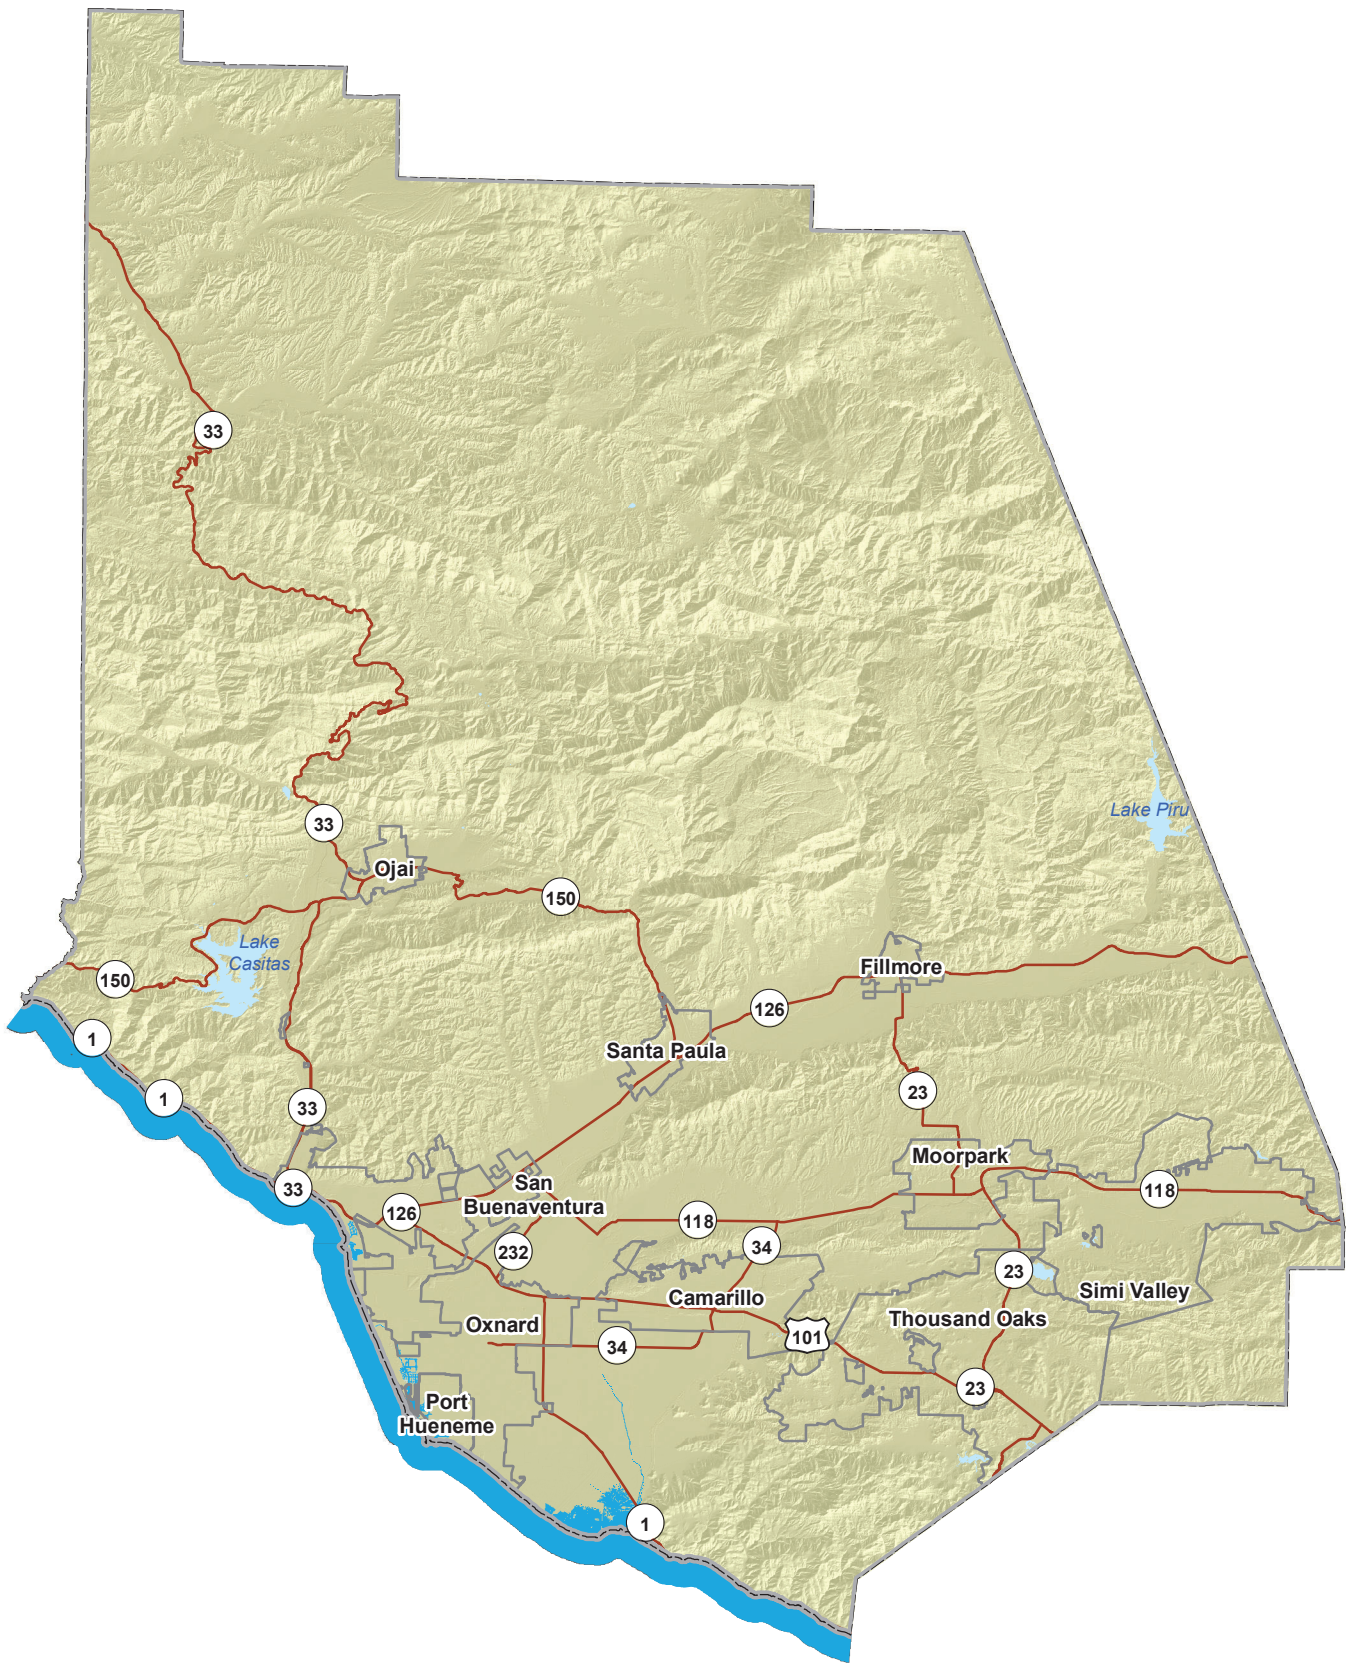 33
Lake Piru
33
Ojai
150
Lake
Casitas
Fillmore
150
126
1
Santa Paula
23
1
33
Moorpark
33
San
Buenaventura
118
126
118
232
34
23
Simi Valley
Camarillo
Thousand Oaks
Oxnard
101
34
23
Port
Hueneme
1